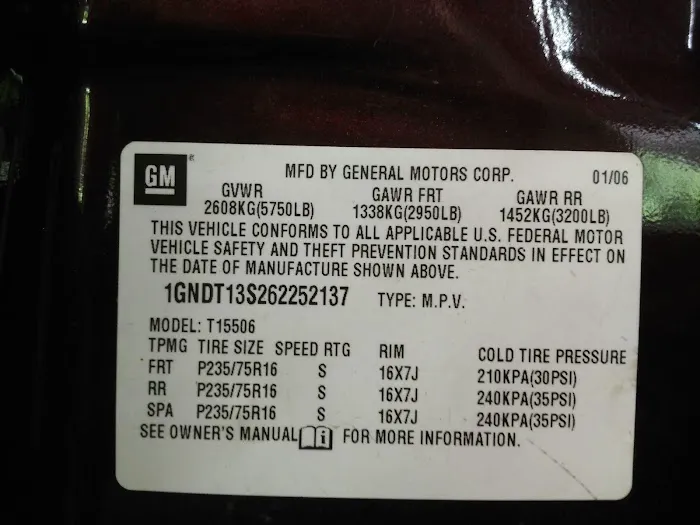 GM® MFD BY GENERAL MOTORS CORP. 01/06
GVWR GAWR FRT GAWR RR
2608KG(5750LB) 1338KG(2950LB) 1452KG(3200LB)
THIS VEHICLE CONFORMS TO ALL APPLICABLE U.S. FEDERAL MOTOR
VEHICLE SAFETY AND THEFT PREVENTION STANDARDS IN EFFECT ON
THE DATE OF MANUFACTURE SHOWN ABOVE.
1GNDT13S262252137 TYPE: M.P.V.
MODEL: T15506
TPMG TIRE SIZE SPEED RTG RIM COLD TIRE PRESSURE
FRT P235/75R16 S 16X7J 210KPA(30PSI)
RR P235/75R16 S 16X7J 240KPA(35PSI)
SPA P235/75R16 S 16X7J 240KPA(35PSI)
SEE OWNER'S MANUAL i FOR MORE INFORMATION.